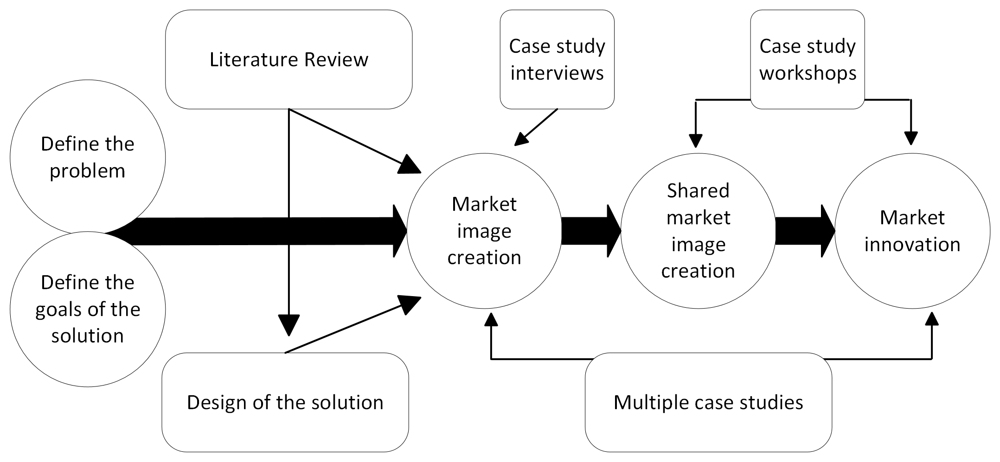 Literature Review
Case study
interviews
Case study
workshops
Define the
problem
Define the
goals of the
solution
Market
image
creation
Shared
market
image
creation
Market
innovation
Design of the solution
Multiple case studies